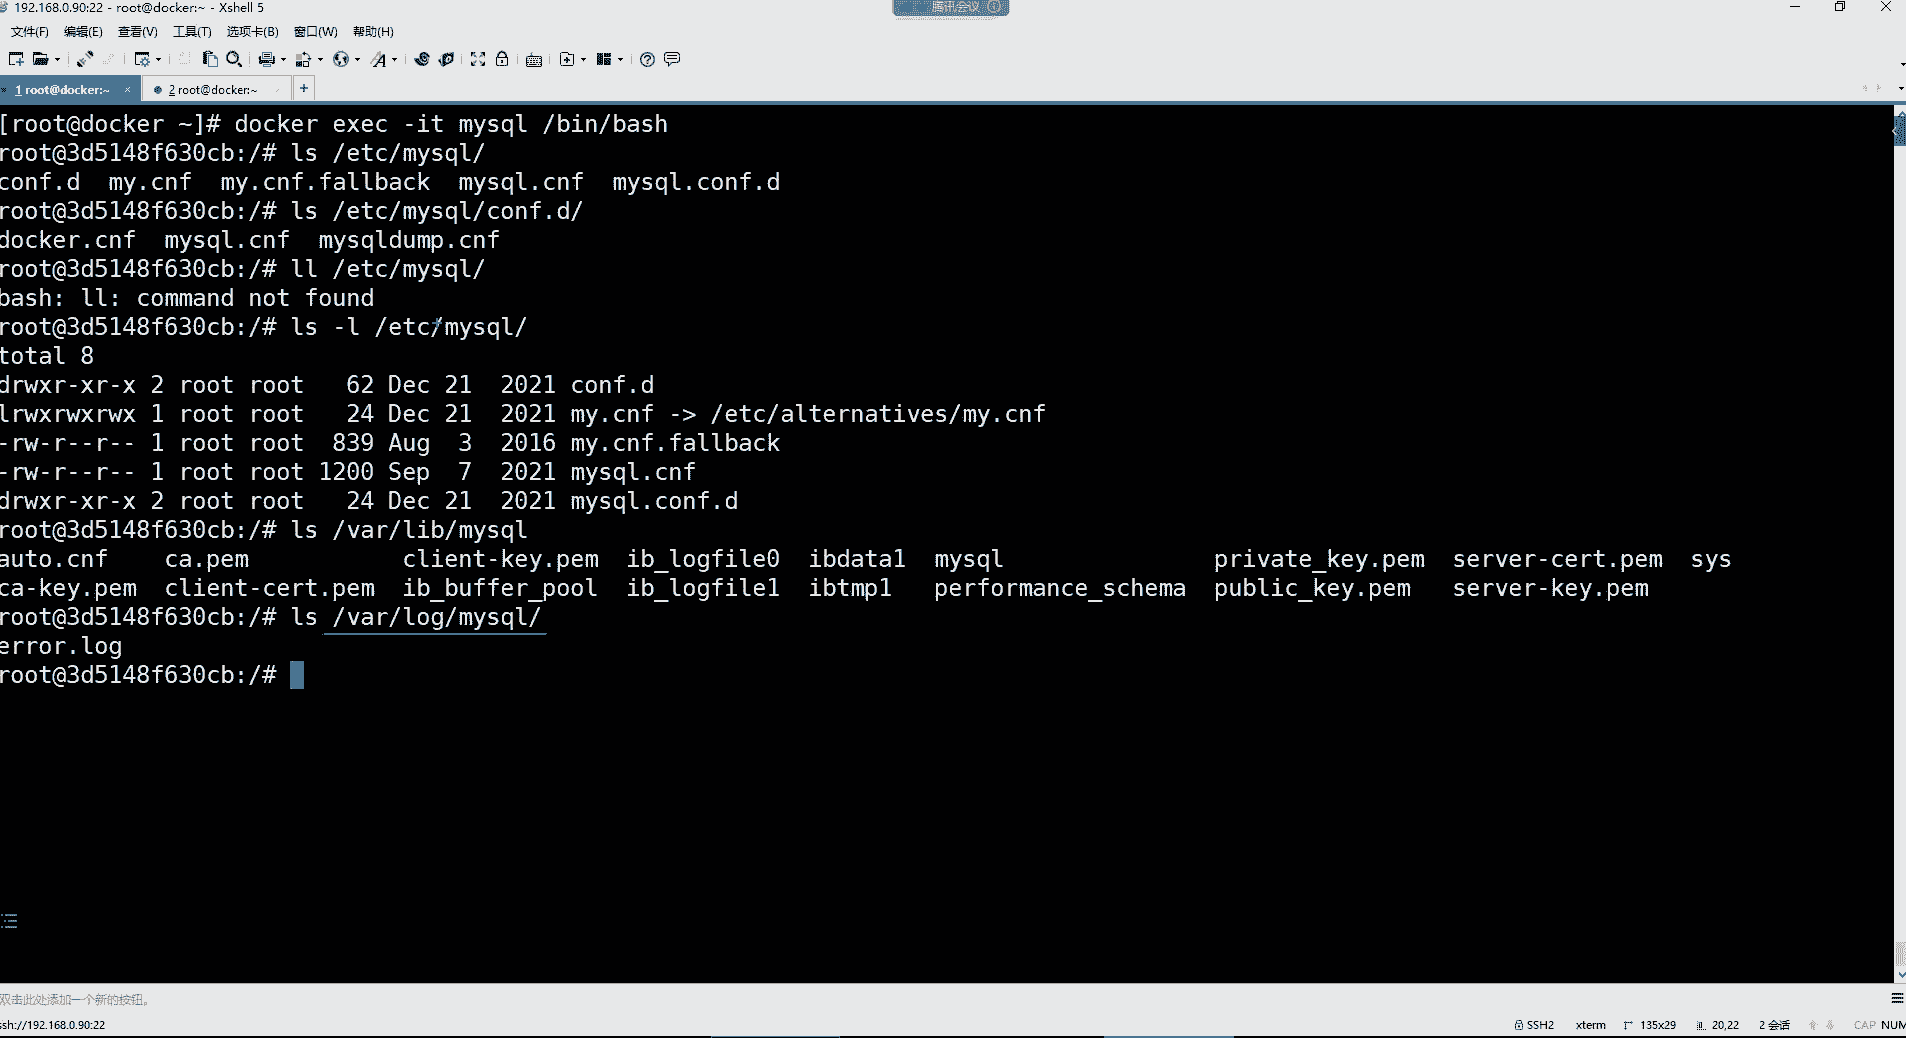 192.168.0.90:22 - root@docker:~ - Xshell 5
腾讯会议
文件(F) 编辑(E) 查看(V) 工具(T) 选项卡(B) 窗口(W) 帮助(H)
1 root@docker:~ × 2 root@docker:~ +
[root@docker ~]# docker exec -it mysql /bin/bash
root@3d5148f630cb:/# ls /etc/mysql/
conf.d my.cnf my.cnf.fallback mysql.cnf mysql.conf.d
root@3d5148f630cb:/# ls /etc/mysql/conf.d/
docker.cnf mysql.cnf mysqldump.cnf
root@3d5148f630cb:/# ll /etc/mysql/
bash: ll: command not found
root@3d5148f630cb:/# ls -l /etc/mysql/
total 8
drwxr-xr-x 2 root root 62 Dec 21 2021 conf.d
lrwxrwxrwx 1 root root 24 Dec 21 2021 my.cnf -> /etc/alternatives/my.cnf
-rw-r--r-- 1 root root 839 Aug 3 2016 my.cnf.fallback
-rw-r--r-- 1 root root 1200 Sep 7 2021 mysql.cnf
drwxr-xr-x 2 root root 24 Dec 21 2021 mysql.conf.d
root@3d5148f630cb:/# ls /var/lib/mysql
auto.cnf ca.pem client-key.pem ib_logfile0 ibdata1 mysql private_key.pem server-cert.pem sys
ca-key.pem client-cert.pem ib_buffer_pool ib_logfile1 ibtmp1 performance_schema public_key.pem server-key.pem
root@3d5148f630cb:/# ls /var/log/mysql/
error.log
root@3d5148f630cb:/#
双击此处添加一个新的按钮。
ssh://192.168.0.90:22 SSH2 xterm 135x29 20,22 2 会话 CAP NUM